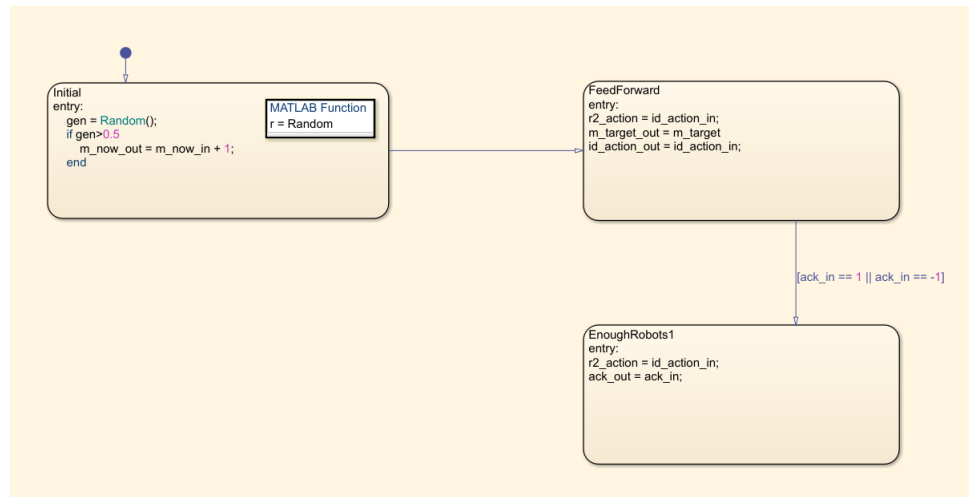 Initial
entry:
gen = Random();
if gen>0.5
m_now_out = m_now_in + 1;
end
MATLAB Function
r = Random
FeedForward
entry:
r2_action = id_action_in;
m_target_out = m_target
id_action_out = id_action_in;
[ack_in == 1 || ack_in == -1]
EnoughRobots1
entry:
r2_action = id_action_in;
ack_out = ack_in;